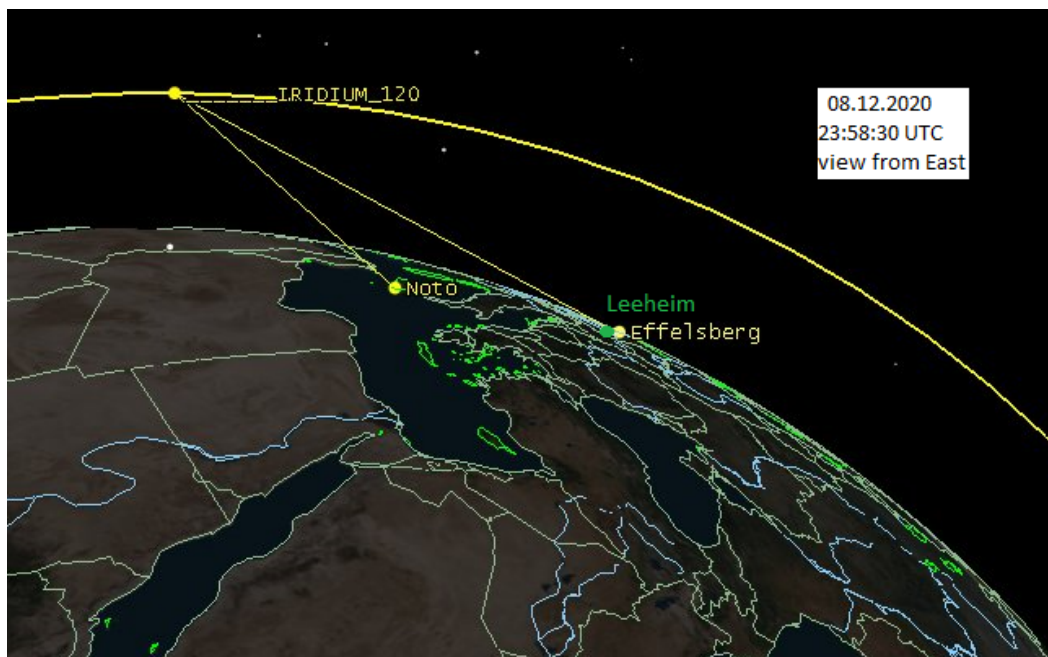 IRIDIUM_120
08.12.2020
23:58:30 UTC
view from East
Noto
Leeheim
Effelsberg